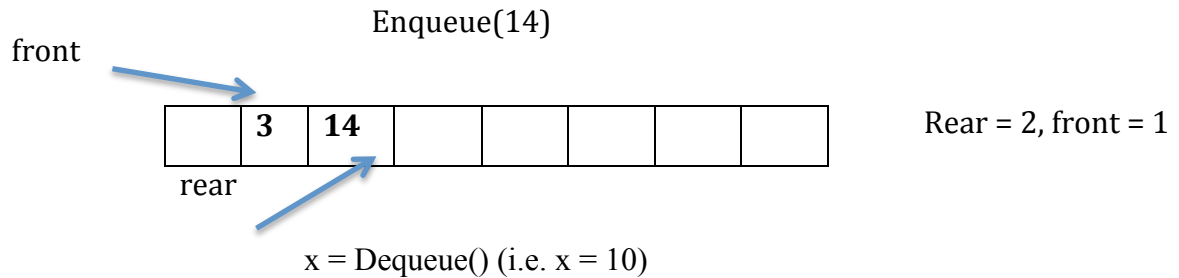 Enqueue(14)
front
3 14
Rear = 2, front = 1
rear
x = Dequeue() (i.e. x = 10)